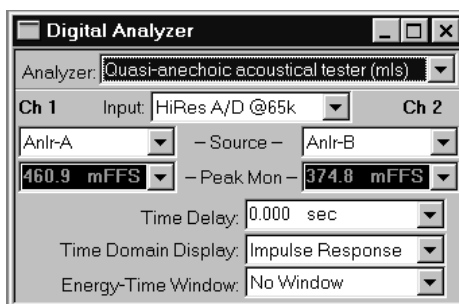 Digital Analyzer
Analyzer: Quasi-anechoic acoustical tester (mls)
Ch 1 Input: HiRes A/D @65k Ch 2
Anlr-A – Source – Anlr-B
460.9 mFFS – Peak Mon – 374.8 mFFS
Time Delay: 0.000 sec
Time Domain Display: Impulse Response
Energy-Time Window: No Window